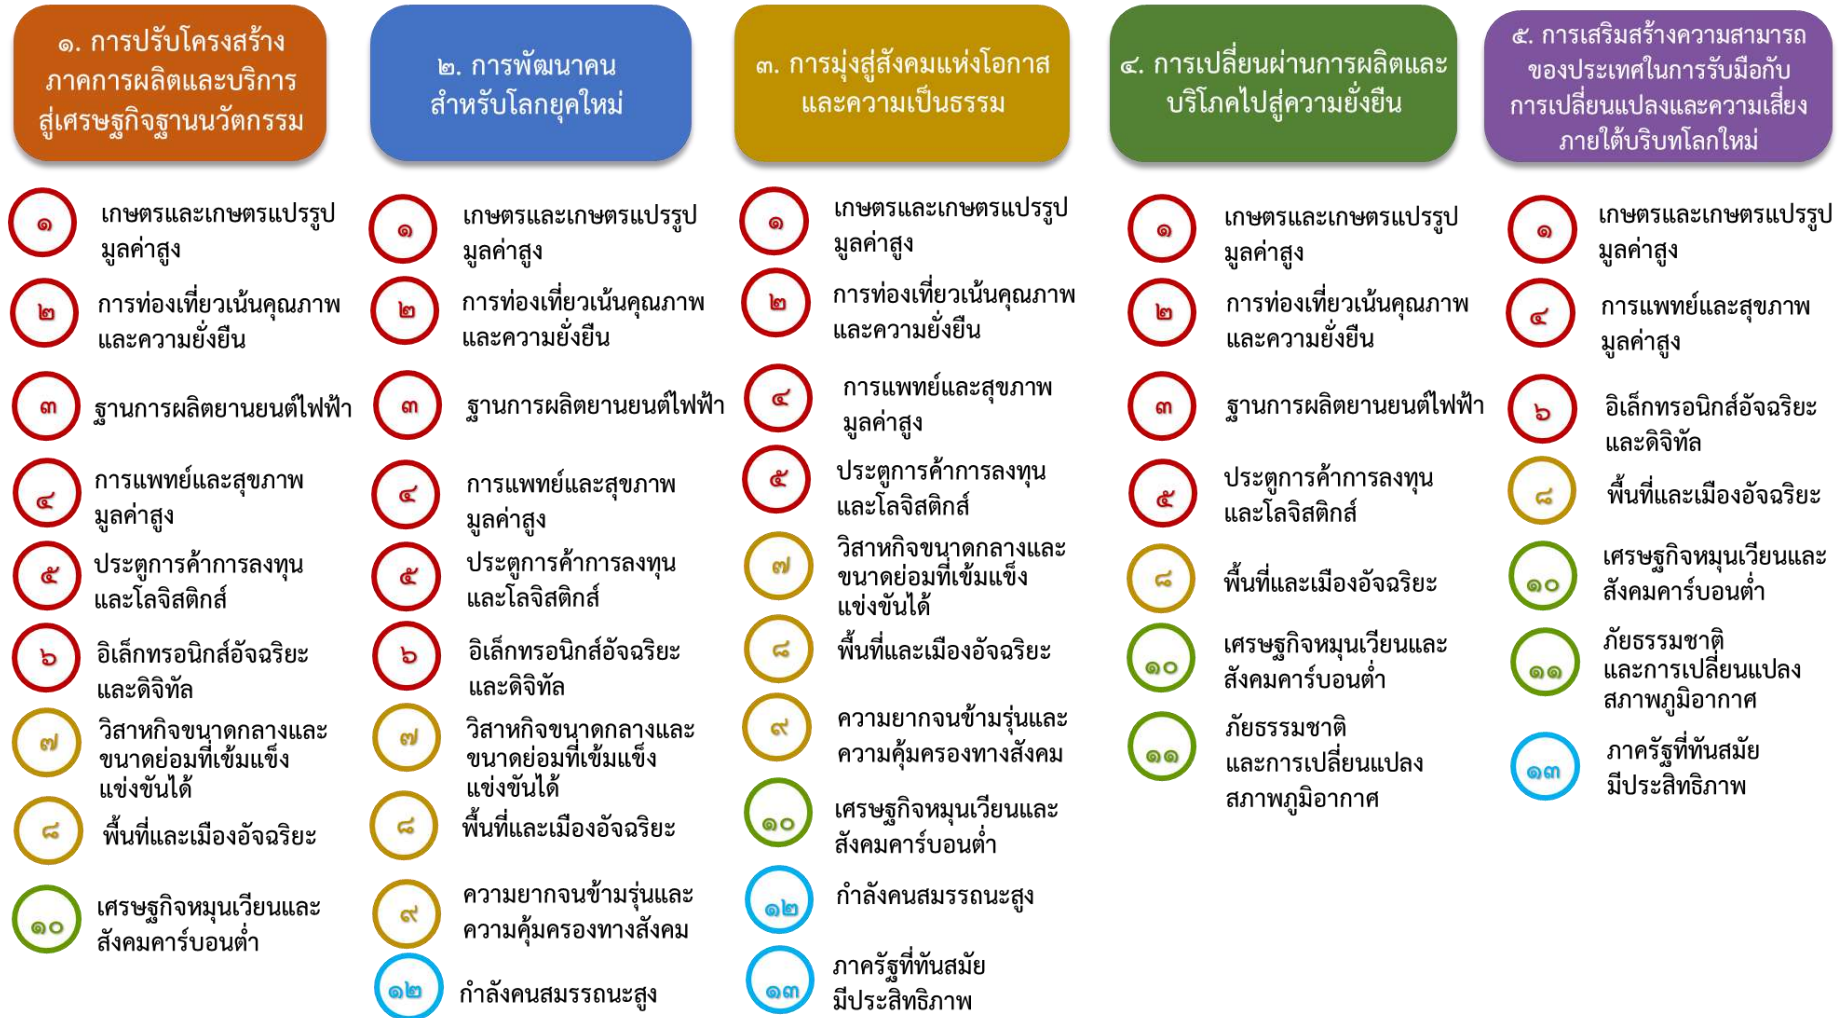 ๑. การปรับโครงสร้าง
ภาคการผลิตและบริการ
สู่เศรษฐกิจฐานนวัตกรรม
๑
เกษตรและเกษตรแปรรูป
มูลค่าสูง
๒
การท่องเที่ยวเน้นคุณภาพ
และความยั่งยืน
๓
ฐานการผลิตยานยนต์ไฟฟ้า
๔
การแพทย์และสุขภาพ
มูลค่าสูง
๕
ประตูการค้าการลงทุน
และโลจิสติกส์
๖
อิเล็กทรอนิกส์อัจฉริยะ
และดิจิทัล
๗
วิสาหกิจขนาดกลางและ
ขนาดย่อมที่เข้มแข็ง
แข่งขันได้
๘
พื้นที่และเมืองอัจฉริยะ
๑๐
เศรษฐกิจหมุนเวียนและ
สังคมคาร์บอนต่ำ
๒. การพัฒนาคน
สำหรับโลกยุคใหม่
๑
เกษตรและเกษตรแปรรูป
มูลค่าสูง
๒
การท่องเที่ยวเน้นคุณภาพ
และความยั่งยืน
๓
ฐานการผลิตยานยนต์ไฟฟ้า
๔
การแพทย์และสุขภาพ
มูลค่าสูง
๕
ประตูการค้าการลงทุน
และโลจิสติกส์
๖
อิเล็กทรอนิกส์อัจฉริยะ
และดิจิทัล
๗
วิสาหกิจขนาดกลางและ
ขนาดย่อมที่เข้มแข็ง
แข่งขันได้
๘
พื้นที่และเมืองอัจฉริยะ
๙
ความยากจนข้ามรุ่นและ
ความคุ้มครองทางสังคม
๑๒
กำลังคนสมรรถนะสูง
๓. การมุ่งสู่สังคมแห่งโอกาส
และความเป็นธรรม
๑
เกษตรและเกษตรแปรรูป
มูลค่าสูง
๒
การท่องเที่ยวเน้นคุณภาพ
และความยั่งยืน
๔
การแพทย์และสุขภาพ
มูลค่าสูง
๕
ประตูการค้าการลงทุน
และโลจิสติกส์
๗
วิสาหกิจขนาดกลางและ
ขนาดย่อมที่เข้มแข็ง
แข่งขันได้
๘
พื้นที่และเมืองอัจฉริยะ
๙
ความยากจนข้ามรุ่นและ
ความคุ้มครองทางสังคม
๑๐
เศรษฐกิจหมุนเวียนและ
สังคมคาร์บอนต่ำ
๑๒
กำลังคนสมรรถนะสูง
๑๓
ภาครัฐที่ทันสมัย
มีประสิทธิภาพ
๔. การเปลี่ยนผ่านการผลิตและ
บริโภคไปสู่ความยั่งยืน
๑
เกษตรและเกษตรแปรรูป
มูลค่าสูง
๒
การท่องเที่ยวเน้นคุณภาพ
และความยั่งยืน
๓
ฐานการผลิตยานยนต์ไฟฟ้า
๕
ประตูการค้าการลงทุน
และโลจิสติกส์
๘
พื้นที่และเมืองอัจฉริยะ
๑๐
เศรษฐกิจหมุนเวียนและ
สังคมคาร์บอนต่ำ
๑๑
ภัยธรรมชาติ
และการเปลี่ยนแปลง
สภาพภูมิอากาศ
๕. การเสริมสร้างความสามารถ
ของประเทศในการรับมือกับ
การเปลี่ยนแปลงและความเสี่ยง
ภายใต้บริบทโลกใหม่
๑
เกษตรและเกษตรแปรรูป
มูลค่าสูง
๔
การแพทย์และสุขภาพ
มูลค่าสูง
๖
อิเล็กทรอนิกส์อัจฉริยะ
และดิจิทัล
๘
พื้นที่และเมืองอัจฉริยะ
๑๐
เศรษฐกิจหมุนเวียนและ
สังคมคาร์บอนต่ำ
๑๑
ภัยธรรมชาติ
และการเปลี่ยนแปลง
สภาพภูมิอากาศ
๑๓
ภาครัฐที่ทันสมัย
มีประสิทธิภาพ